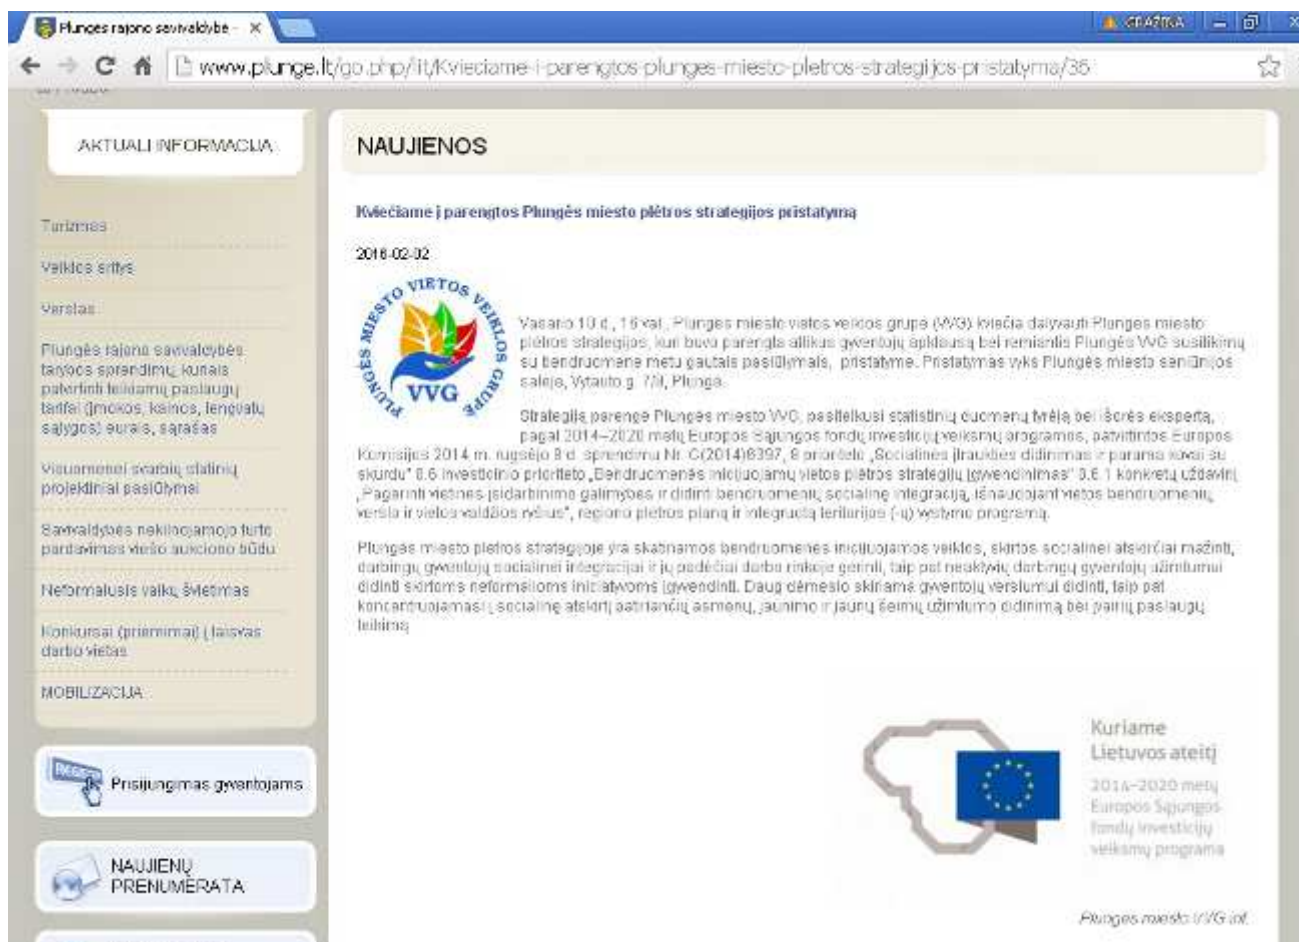 Plungės rajono savivaldybė -
GRAŽINA
www.plunge.lt/go.php/lit/Kvieciame-i-parengtos-plunges-miesto-pletros-strategijos-pristatyma/36
AKTUALI INFORMACIJA
Turizmas
Veiklos sritys
Verslas
Plungės rajono savivaldybės
tarybos sprendimų, kuriais
patvirtinti teikiamų paslaugų
tarifai (įmokos, kainos, lengvatų
sąlygos) eurais, sąrašas
Visuomenei svarbių statinių
projektiniai pasiūlymai
Savivaldybės nekilnojamojo turto
pardavimas viešo aukciono būdu
Neformalusis vaikų švietimas
Konkursai (priėmimai) į laisvas
darbo vietas
MOBILIZACIJA
Prisijungimas gyventojams
NAUJIENŲ
PRENUMERATA
NAUJIENOS
Kviečiame į parengtos Plungės miesto plėtros strategijos pristatymą
2016-02-02
PLUNGĖS MIESTO VIETOS VEIKLOS GRUPĖ
VVG
Vasario 10 d., 16 val., Plungės miesto vietos veiklos grupė (VVG) kviečia dalyvauti Plungės miesto
plėtros strategijos, kuri buvo parengta atlikus gyventojų apklausą bei remiantis Plungės VVG susitikimų
su bendruomene metu gautais pasiūlymais, pristatyme. Pristatymas vyks Plungės miesto seniūnijos
salėje, Vytauto g. Plungė.
Strategiją parengė Plungės miesto VVG, pasitelkusi statistinių duomenų tyrėją bei išorės ekspertą,
pagal 2014–2020 metų Europos Sąjungos fondų investicijų veiksmų programos, patvirtintos Europos
Komisijos 2014 m. rugsėjo 8 d. sprendimu Nr. C(2014)6397, 8 prioriteto „Socialinės įtraukties didinimas ir parama kovai su
skurdu“ 8.6 investicinio prioriteto „Bendruomenės inicijuojamų vietos plėtros strategijų įgyvendinimas“ 8.6.1 konkretų uždavinį
„Pagerinti vietines įsidarbinimo galimybes ir didinti bendruomenių socialinę integraciją, išnaudojant vietos bendruomenių,
verslo ir vietos valdžios ryšius“, regiono plėtros planą ir integruotą teritorijos (-ų) vystymo programą.
Plungės miesto plėtros strategijoje yra skatinamos bendruomenės inicijuojamos veiklos, skirtos socialinei atskirčiai mažinti,
darbingų gyventojų socialinei integracijai ir jų padėčiai darbo rinkoje gerinti, taip pat neaktyvių darbingų gyventojų užimtumui
didinti skirtoms neformalioms iniciatyvoms įgyvendinti. Daug dėmesio skiriama gyventojų verslumui didinti, taip pat
koncentruojamasi į socialinę atskirtį patiriančių asmenų, jaunimo ir jaunų šeimų užimtumo didinimą bei įvairių paslaugų
teikimą
Kuriame
Lietuvos ateitį
2014–2020 metų
Europos Sąjungos
fondų investicijų
veiksmų programa
Plungės miesto VVG inf.